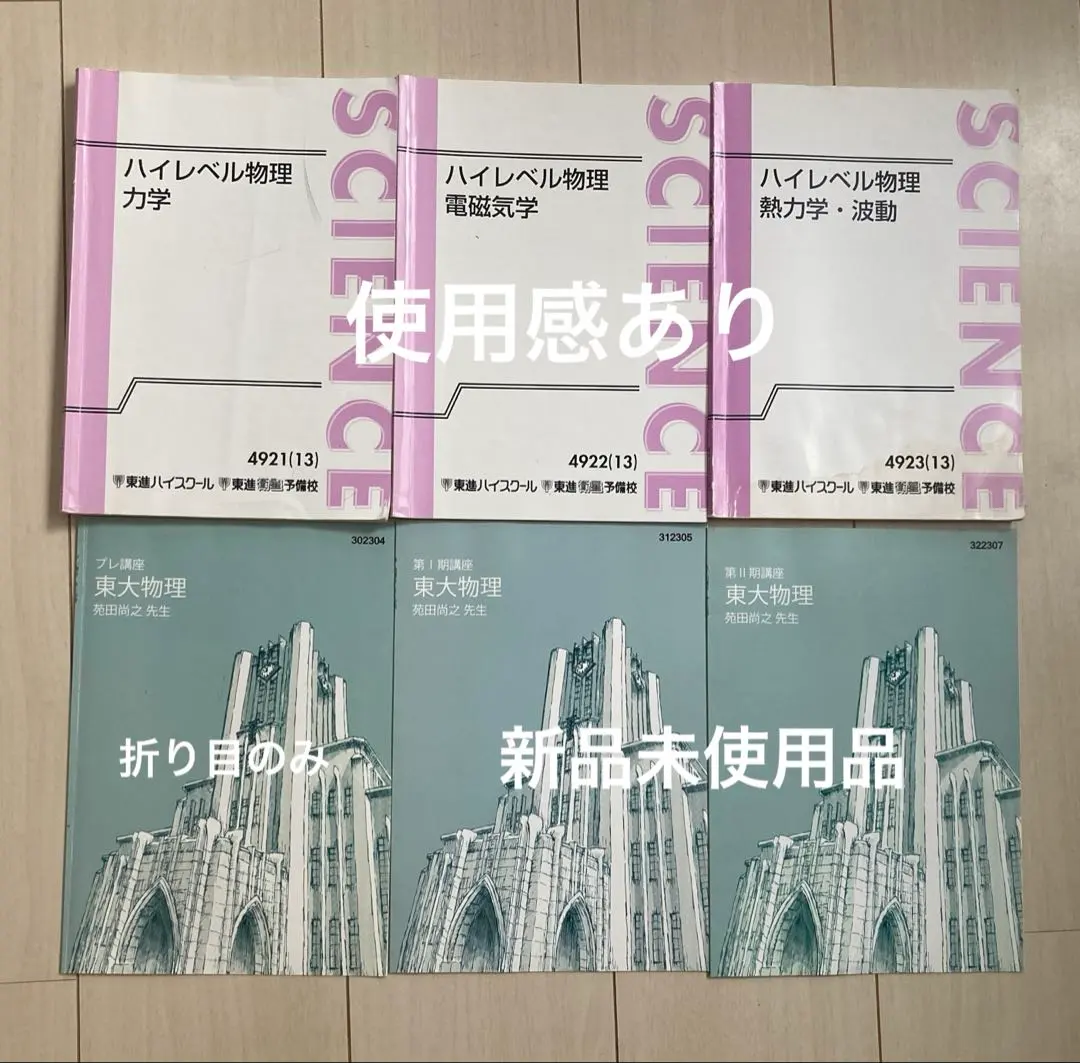 ハイレベル物理
力学
SCIENCE
4921(13)
東進ハイスクール 東進衛星予備校
ハイレベル物理
電磁気学
SCIENCE
4922(13)
東進ハイスクール 東進衛星予備校
ハイレベル物理
熱力学・波動
SCIENCE
4923(13)
東進ハイスクール 東進衛星予備校
使用感あり
302304
プレ講座
東大物理
苑田尚之 先生
折り目のみ
312305
第Ⅰ期講座
東大物理
苑田尚之 先生
322307
第Ⅱ期講座
東大物理
苑田尚之 先生
新品未使用品